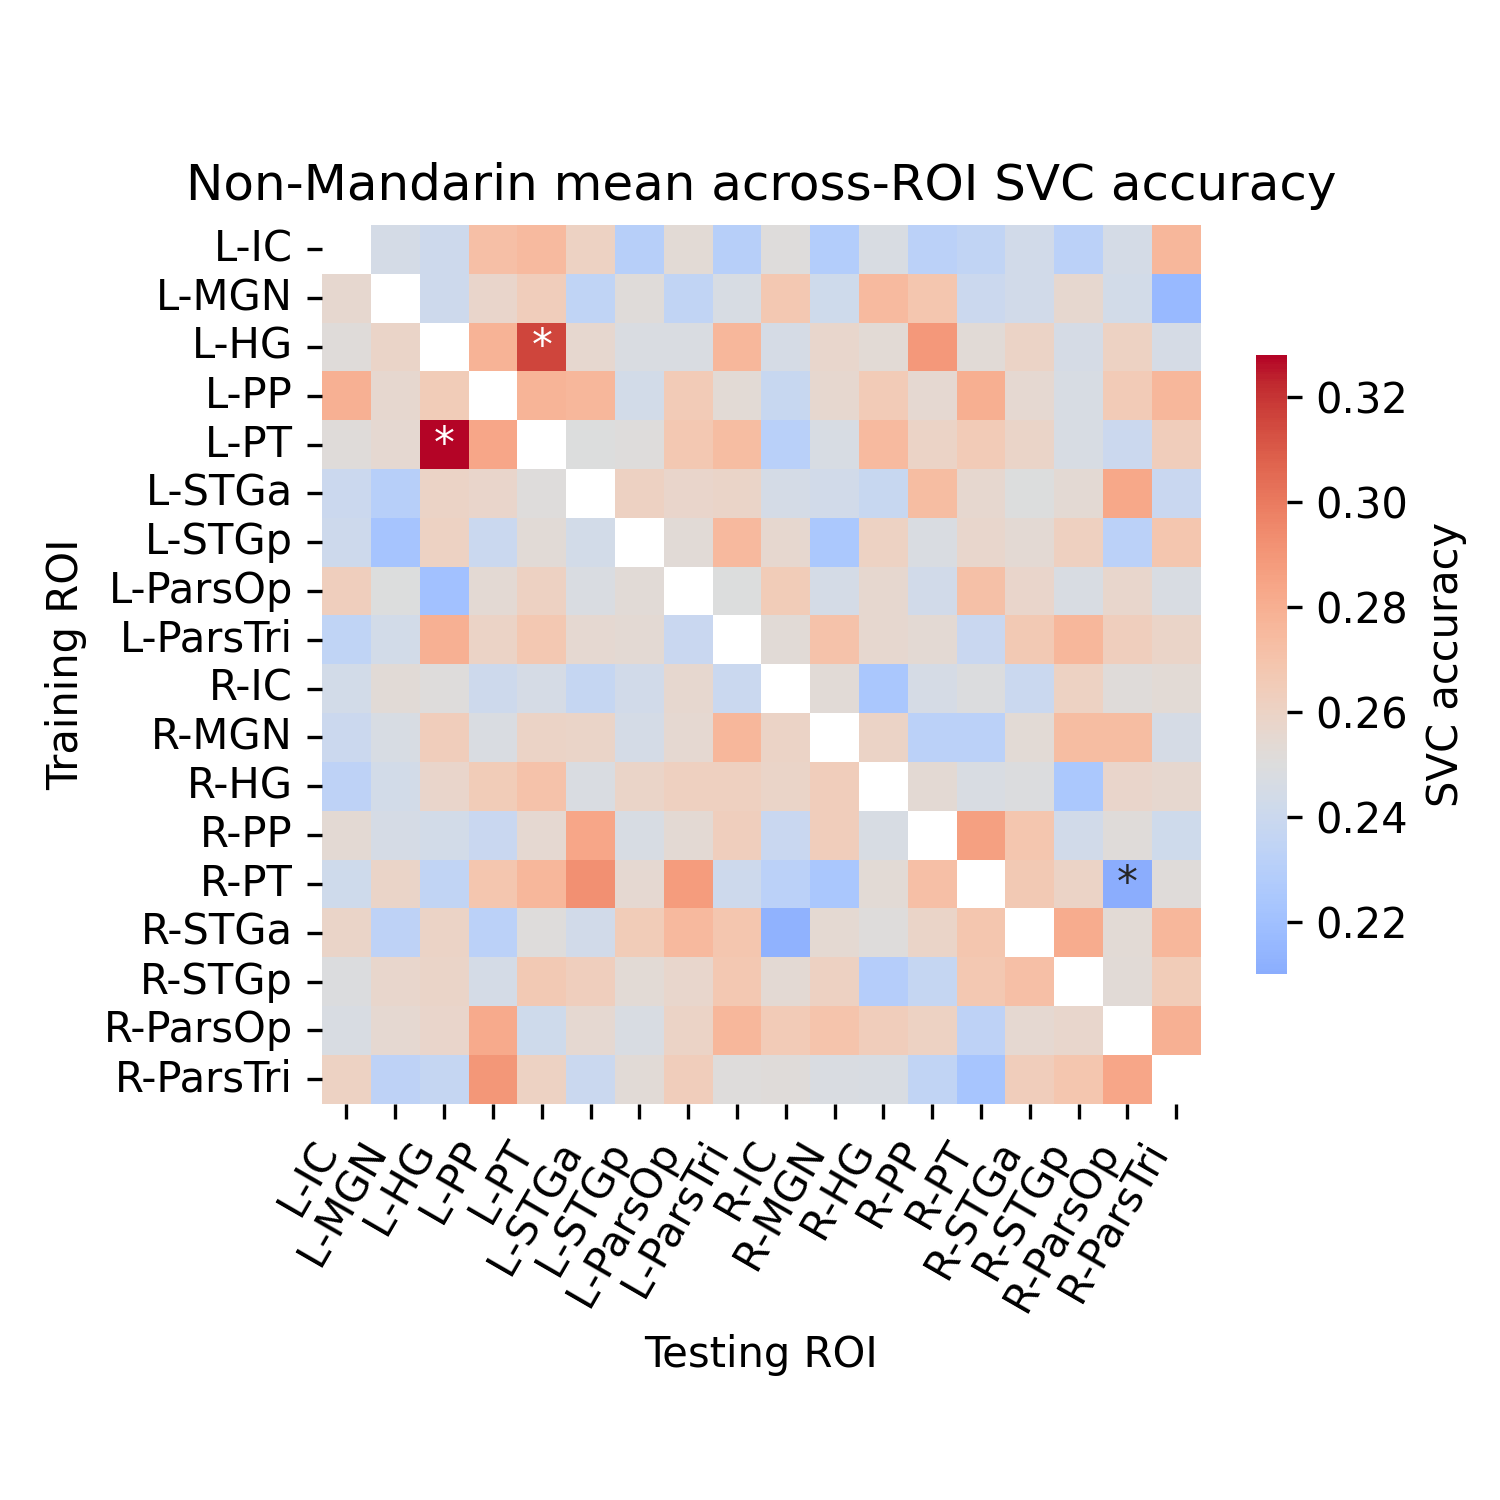 Non-Mandarin mean across-ROI SVC accuracy
Training ROI
L-IC
L-MGN
L-HG
*
L-PP
L-PT
*
L-STGa
L-STGp
L-ParsOp
L-ParsTri
R-IC
R-MGN
R-HG
R-PP
R-PT
*
R-STGa
R-STGp
R-ParsOp
R-ParsTri
L-IC
L-MGN
L-HG
L-PP
L-PT
L-STGa
L-STGp
L-ParsOp
L-ParsTri
R-IC
R-MGN
R-HG
R-PP
R-PT
R-STGa
R-STGp
R-ParsOp
R-ParsTri
Testing ROI
0.32
0.30
0.28
0.26
0.24
0.22
SVC accuracy